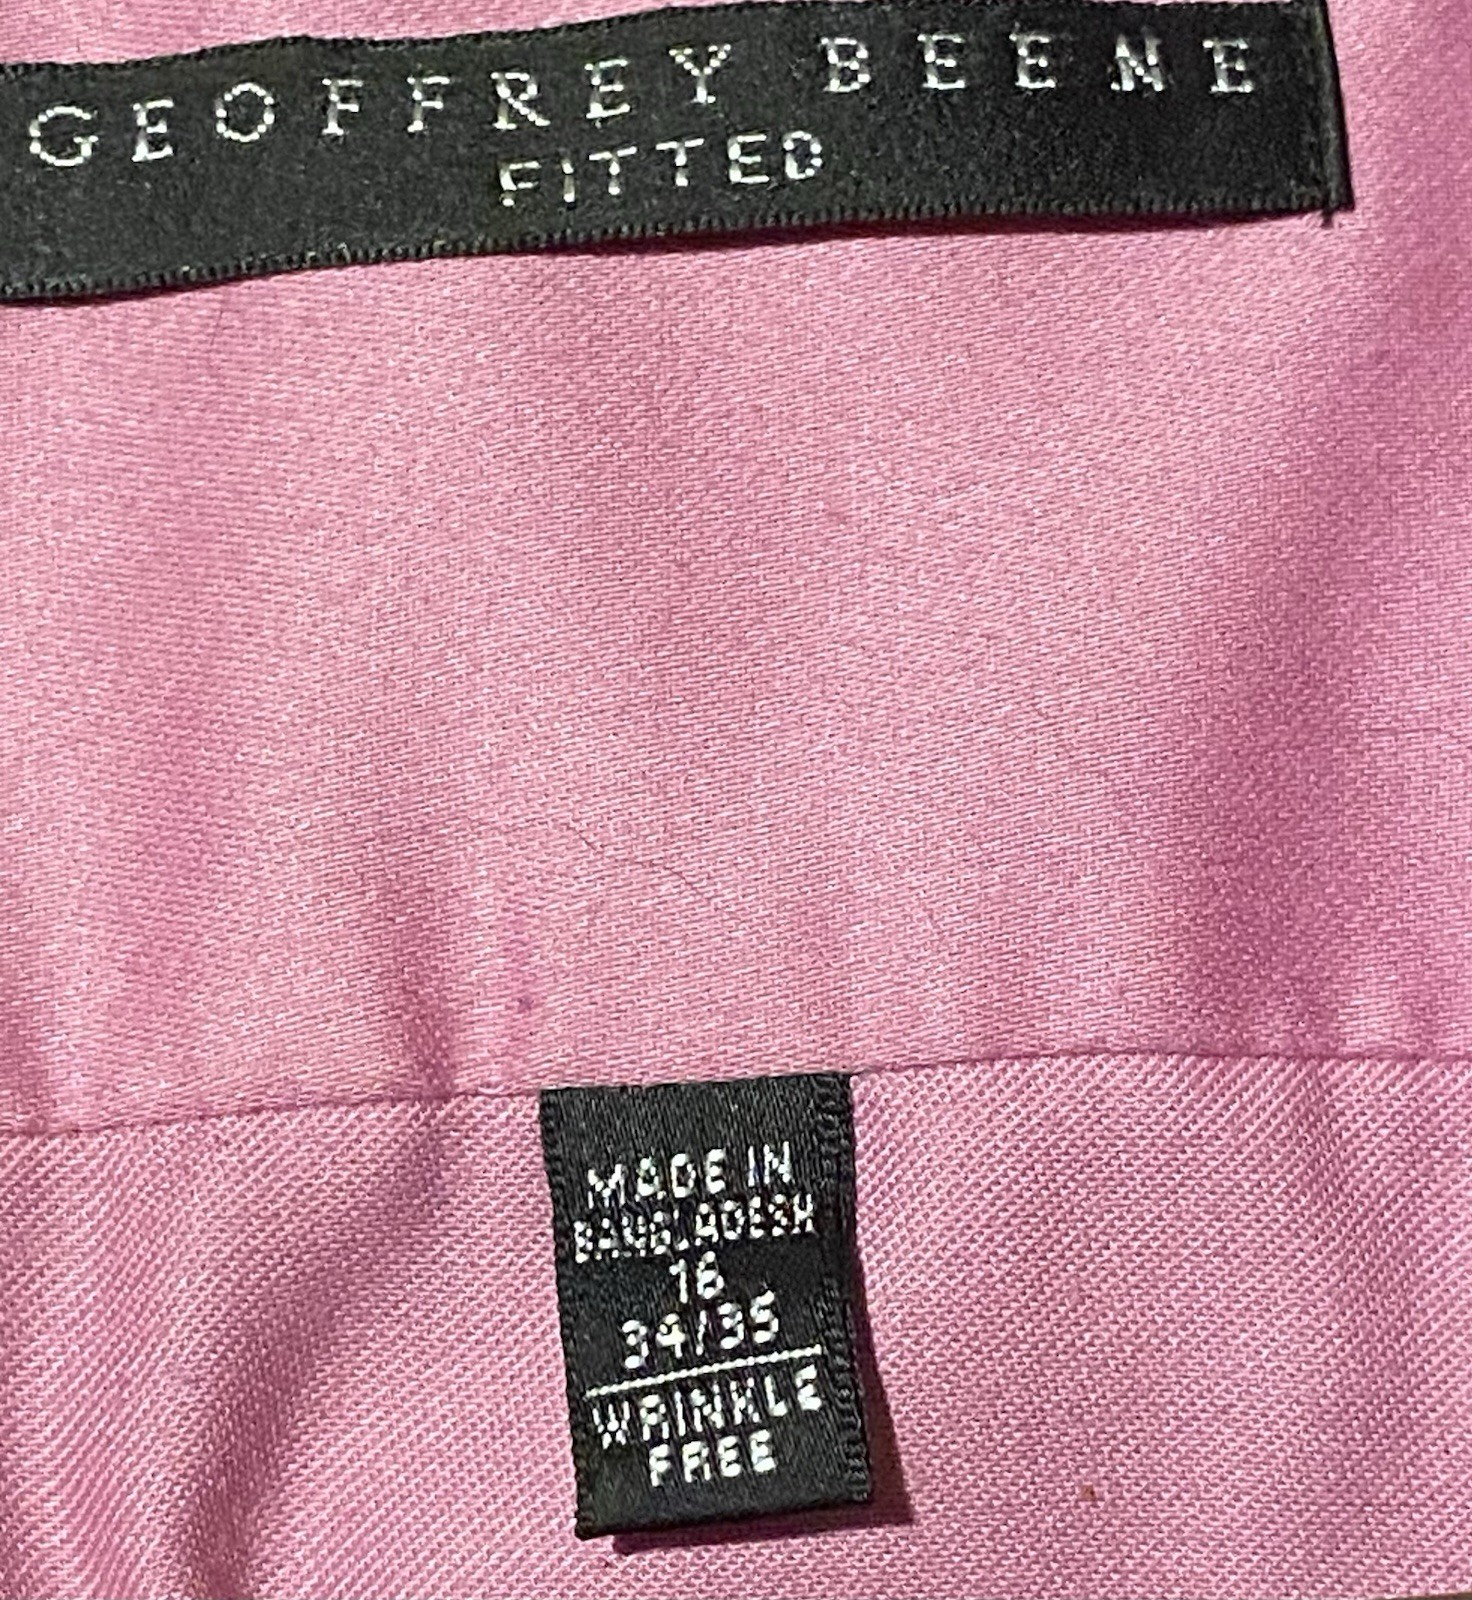 GEOFFREY BEENE
FITTED
MADE IN
BANGLADESH
16
34/35
WRINKLE
FREE